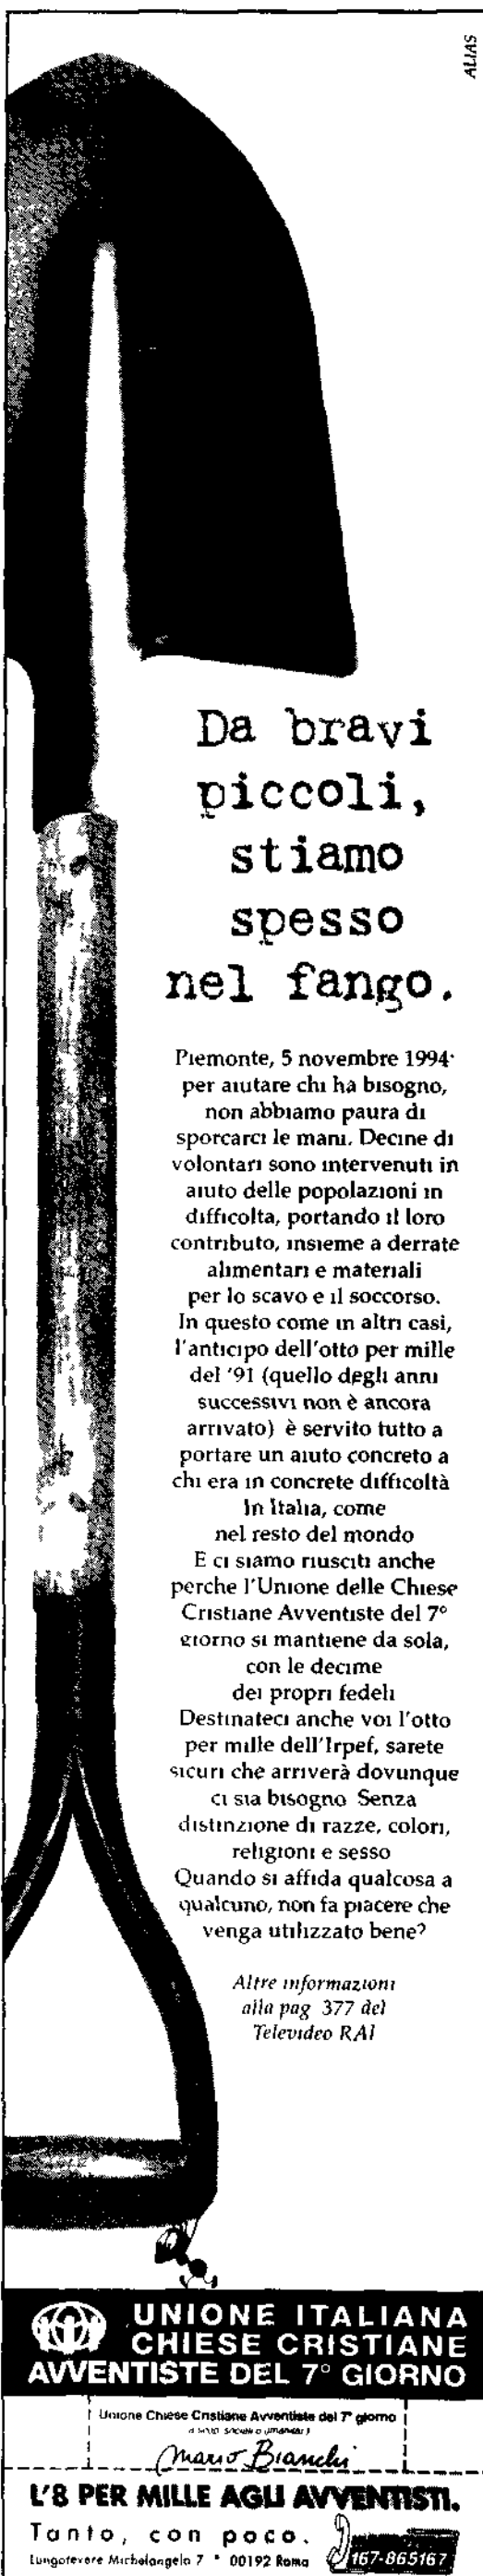 ALIAS
Da bravi
piccoli,
stiamo
spesso
nel fango.
Piemonte, 5 novembre 1994·
per aiutare chi ha bisogno,
non abbiamo paura di
sporcarci le mani. Decine di
volontari sono intervenuti in
aiuto delle popolazioni in
difficolta, portando il loro
contributo, insieme a derrate
alimentari e materiali
per lo scavo e il soccorso.
In questo come in altri casi,
l'anticipo dell'otto per mille
del '91 (quello degli anni
successivi non è ancora
arrivato) è servito tutto a
portare un aiuto concreto a
chi era in concrete difficoltà
In Italia, come
nel resto del mondo
E ci siamo riusciti anche
perche l'Unione delle Chiese
Cristiane Avventiste del 7°
giorno si mantiene da sola,
con le decime
dei propri fedeli
Destinateci anche voi l'otto
per mille dell'Irpef, sarete
sicuri che arriverà dovunque
ci sia bisogno Senza
distinzione di razze, colori,
religioni e sesso
Quando si affida qualcosa a
qualcuno, non fa piacere che
venga utilizzato bene?
Altre informazioni
alla pag 377 del
Televideo RAI
UNIONE ITALIANA
CHIESE CRISTIANE
AVVENTISTE DEL 7° GIORNO
Unione Chiese Cristiane Avventiste del 7° giorno
Mario Bianchi
L'8 PER MILLE AGLI AVVENTISTI.
Tanto, con poco.
Lungotevere Michelangelo 7 * 00192 Roma
167-865167